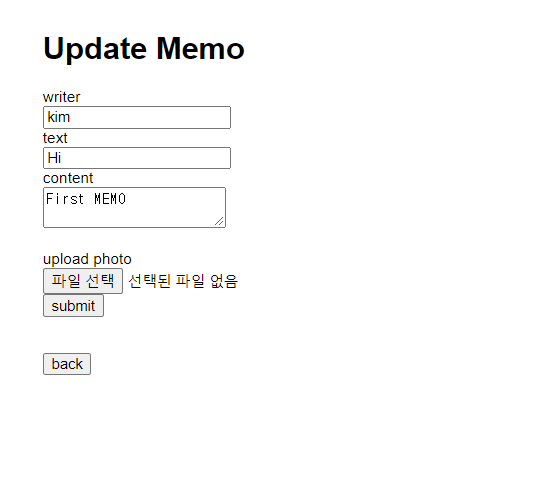 Update Memo
writer
kim
text
Hi
content
First MEMO
upload photo
파일 선택 선택된 파일 없음
submit
back